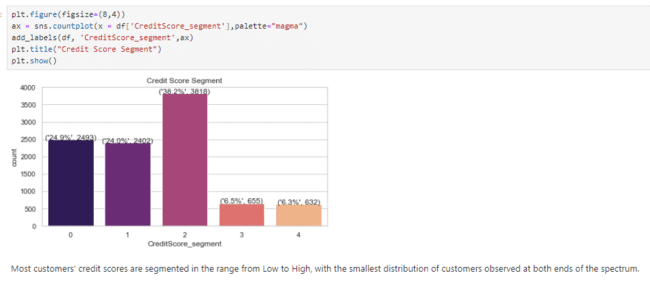 plt.figure(figsize=(8,4))
ax = sns.countplot(x = df['CreditScore_segment'],palette="magma")
add_labels(df, 'CreditScore_segment',ax)
plt.title("Credit Score Segment")
plt.show()
Credit Score Segment
4000
3500
3000
2500
2000
1500
1000
500
0
count
('24.9%', 2493)
('24.0%', 2402)
('38.2%', 3818)
('6.5%', 655)
('6.3%', 632)
0 1 2 3 4
CreditScore_segment
Most customers' credit scores are segmented in the range from Low to High, with the smallest distribution of customers observed at both ends of the spectrum.